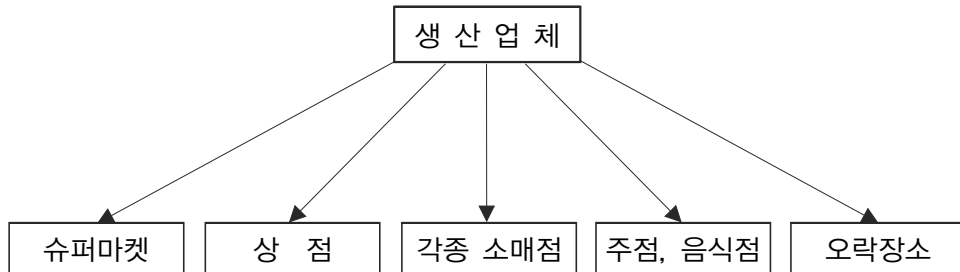 생 산 업 체
슈퍼마켓
상 점
각종 소매점
주점, 음식점
오락장소